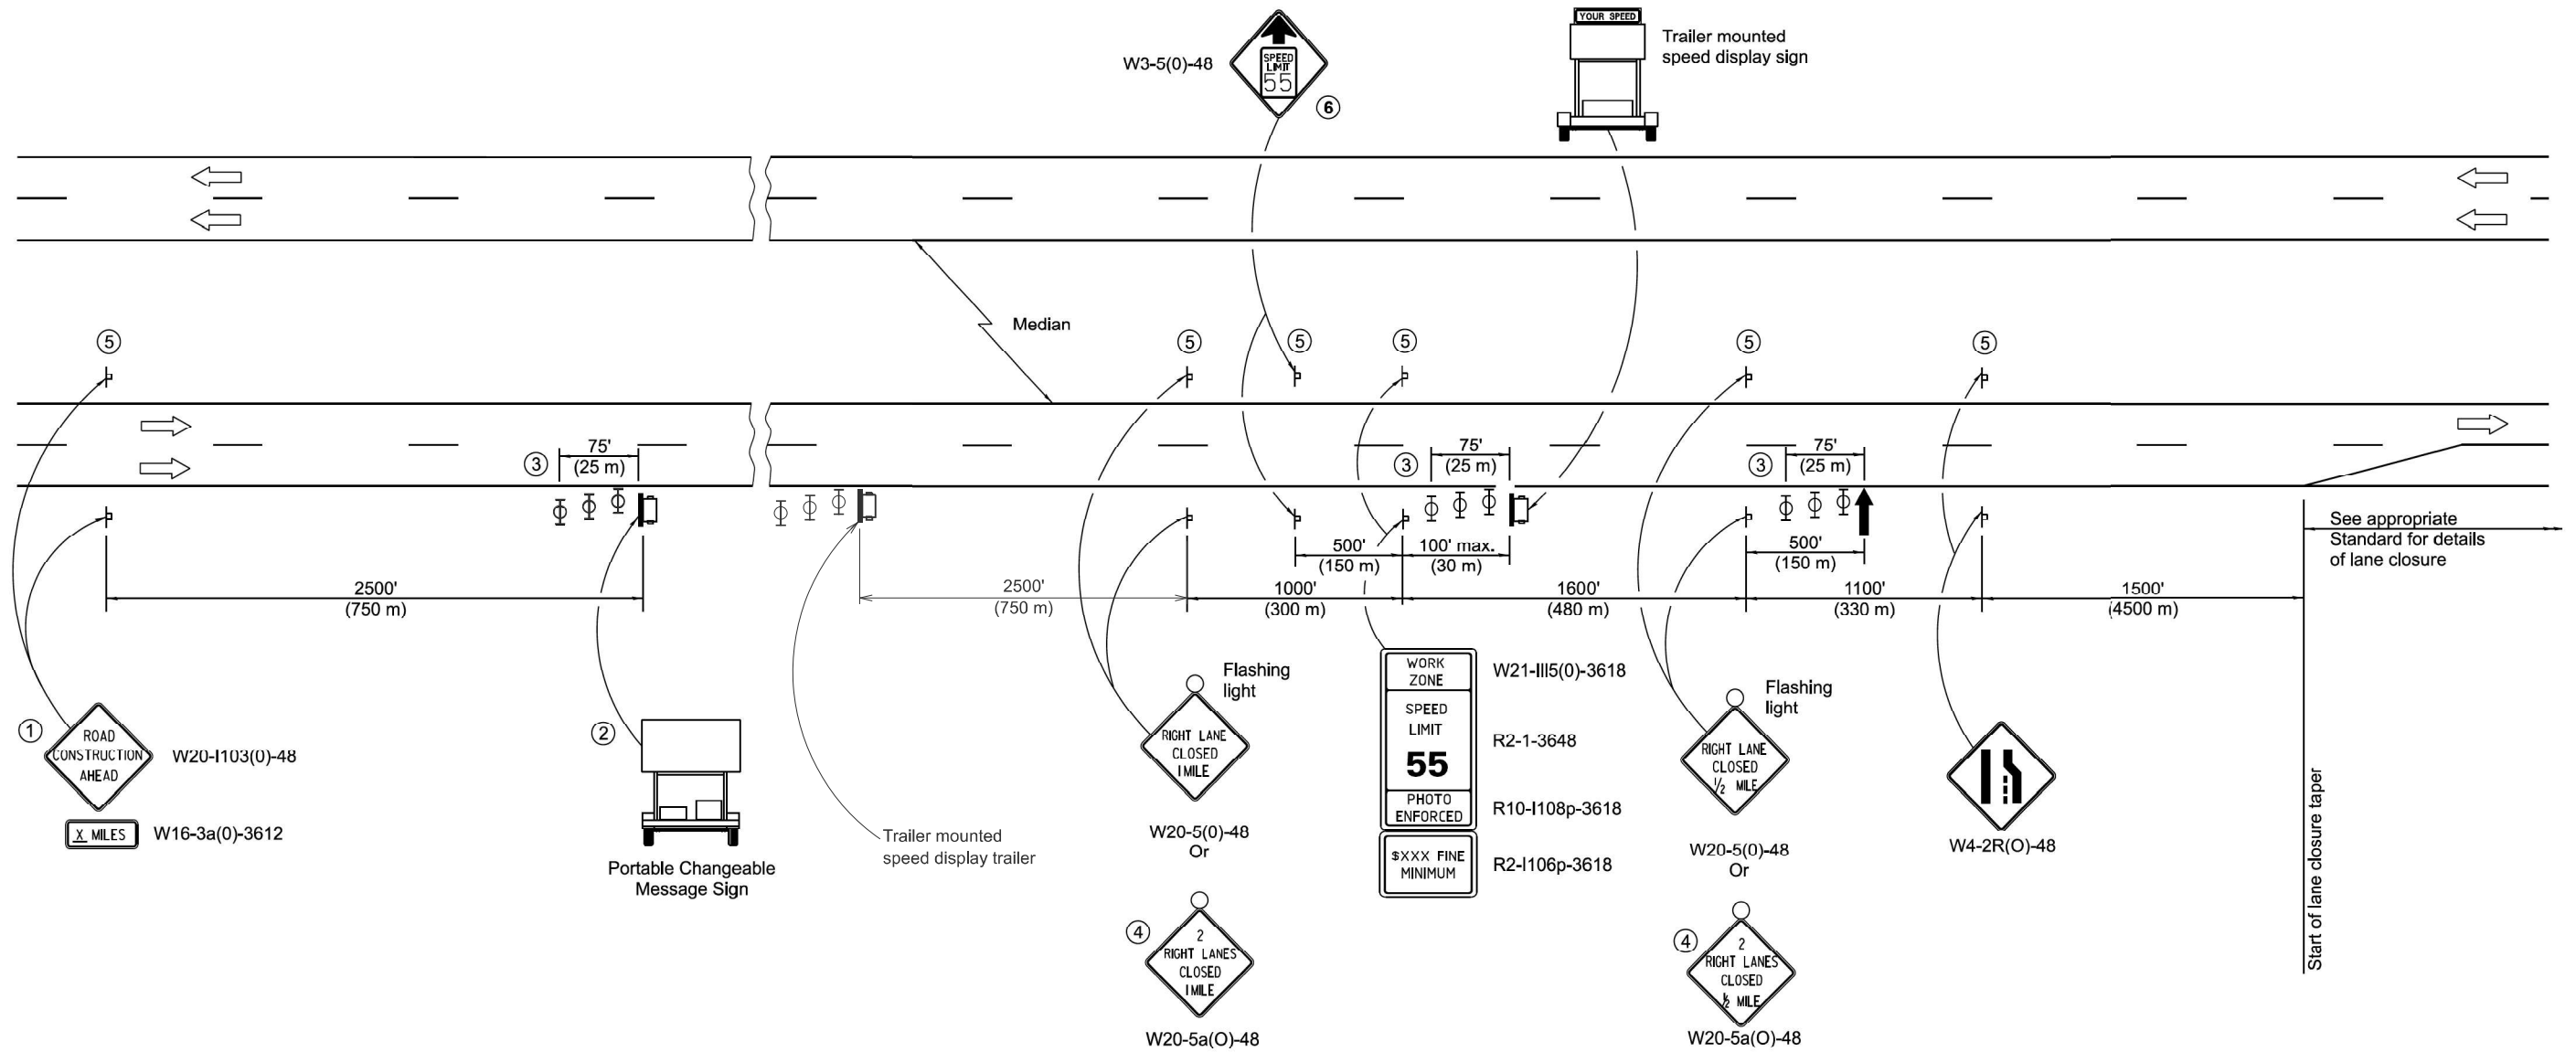 YOUR SPEED
Trailer mounted
speed display sign
W3-5(0)-48
SPEED
LIMIT
55
6
Median
5
5
5
5
5
5
3
75'
(25 m)
3
75'
(25 m)
3
75'
(25 m)
500'
(150 m)
100' max.
(30 m)
500'
(150 m)
See appropriate
Standard for details
of lane closure
2500'
(750 m)
2500'
(750 m)
1000'
(300 m)
1600'
(480 m)
1100'
(330 m)
1500'
(4500 m)
1
ROAD
CONSTRUCTION
AHEAD
W20-I103(0)-48
X MILES
W16-3a(0)-3612
2
Portable Changeable
Message Sign
Trailer mounted
speed display trailer
Flashing
light
RIGHT LANE
CLOSED
1 MILE
W20-5(0)-48
Or
4
2
RIGHT LANES
CLOSED
1 MILE
W20-5a(O)-48
WORK
ZONE
W21-III5(0)-3618
SPEED
LIMIT
55
R2-1-3648
PHOTO
ENFORCED
R10-I108p-3618
$XXX FINE
MINIMUM
R2-I106p-3618
Flashing
light
RIGHT LANE
CLOSED
1/2 MILE
W20-5(0)-48
Or
4
2
RIGHT LANES
CLOSED
1/2 MILE
W20-5a(O)-48
W4-2R(O)-48
Start of lane closure taper